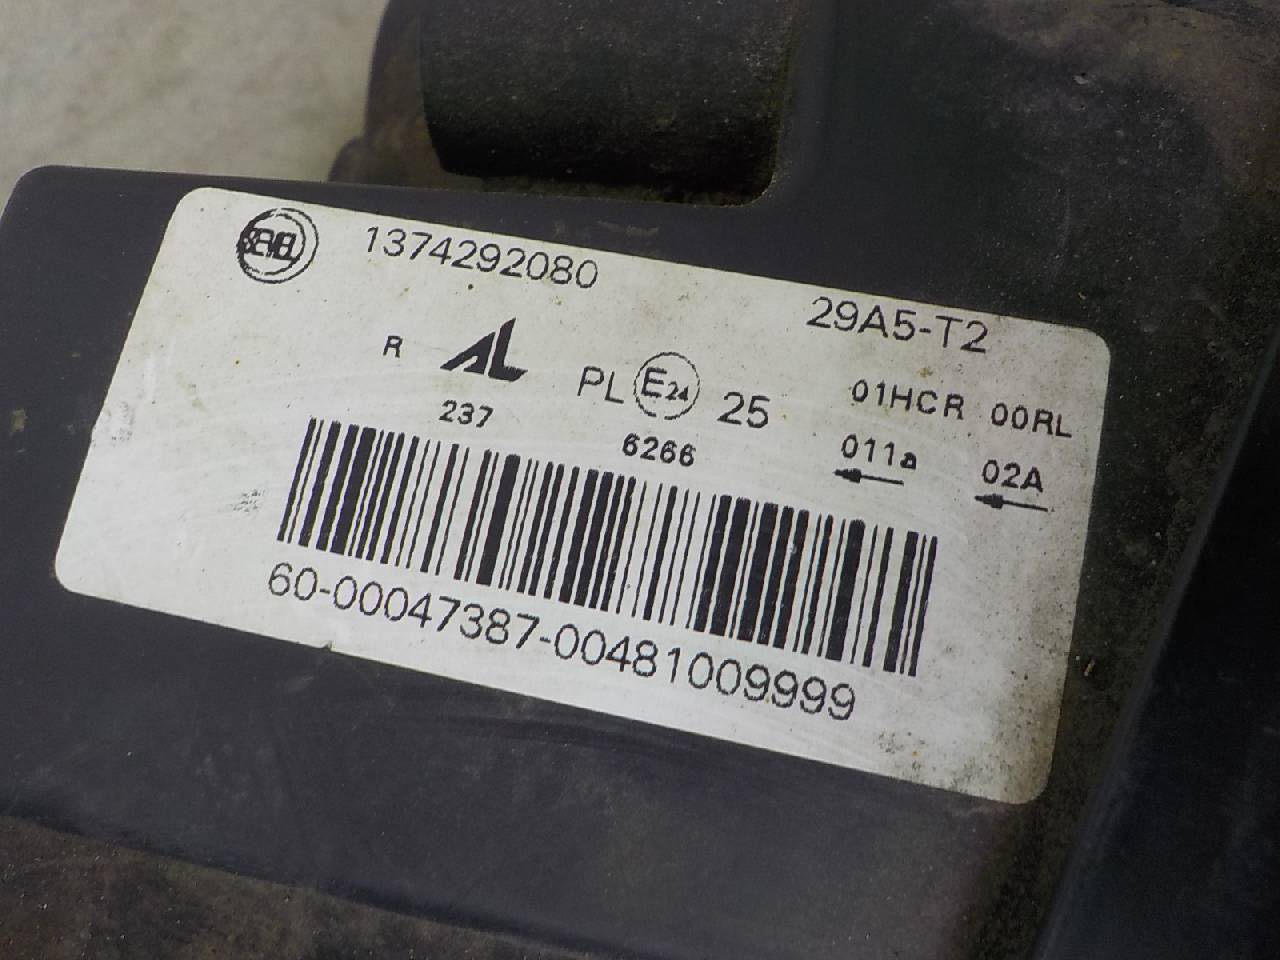 SEVEL 1374292080 29A5-T2
R AL PL E24 25 01HCR 00RL
237 6266 011a 02A
60-00047387-00481009999